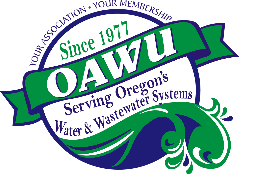 YOUR ASSOCIATION • YOUR MEMBERSHIP
Since 1977
OAWU
Serving Oregon's
Water & Wastewater Systems